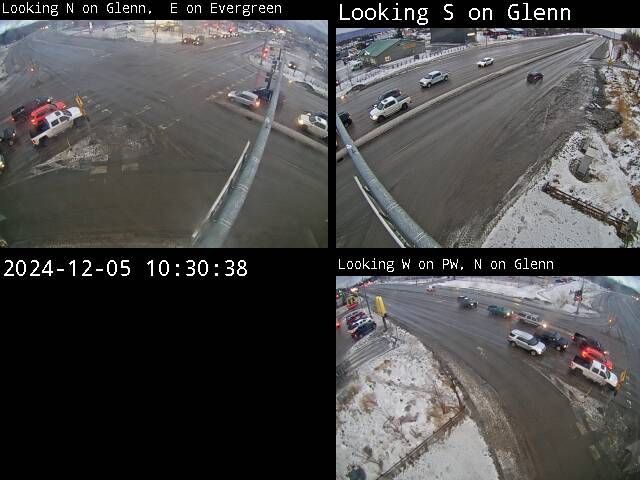 Looking N on Glenn,  E on Evergreen
Looking S on Glenn
2024-12-05 10:30:38
Looking W on PW, N on Glenn